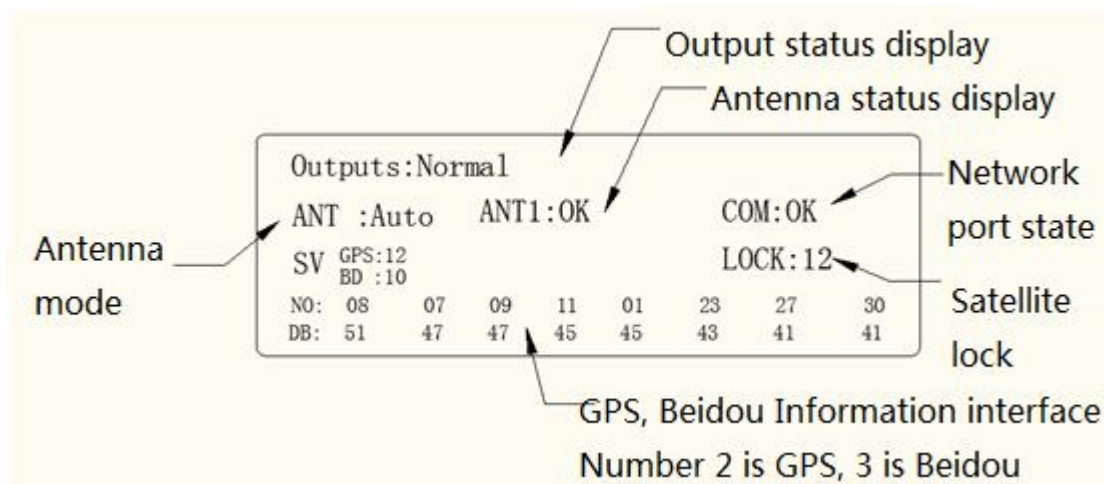 Output status display
Antenna status display
Outputs:Normal
ANT :Auto ANT1:OK COM:OK
SV GPS:12
BD :10
LOCK:12
NO: 08 07 09 11 01 23 27 30
DB: 51 47 47 45 45 43 41 41
Antenna
mode
Network
port state
Satellite
lock
GPS, Beidou Information interface
Number 2 is GPS, 3 is Beidou